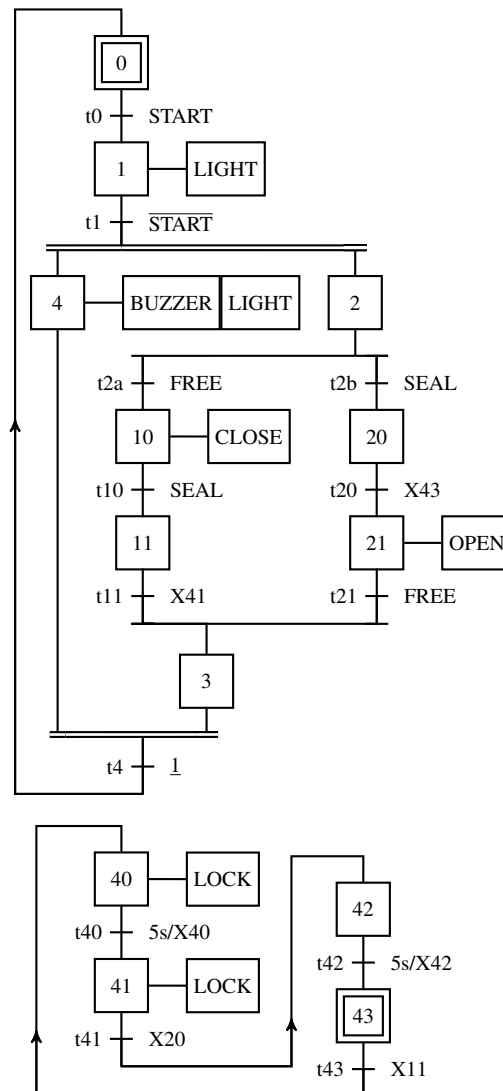 0
t0 START
1 LIGHT
t1 START
4 BUZZER LIGHT 2
t2a FREE t2b SEAL
10 CLOSE 20
t10 SEAL t20 X43
11 21 OPEN
t11 X41 t21 FREE
3
t4 1
40 LOCK 42
t40 5s/X40 t42 5s/X42
41 LOCK 43
t41 X20 t43 X11